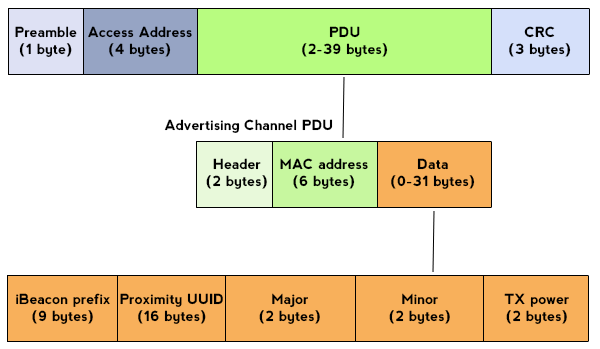 Preamble
(1 byte)
Access Address
(4 bytes)
PDU
(2-39 bytes)
CRC
(3 bytes)
Advertising Channel PDU
Header
(2 bytes)
MAC address
(6 bytes)
Data
(0-31 bytes)
iBeacon prefix
(9 bytes)
Proximity UUID
(16 bytes)
Major
(2 bytes)
Minor
(2 bytes)
TX power
(2 bytes)